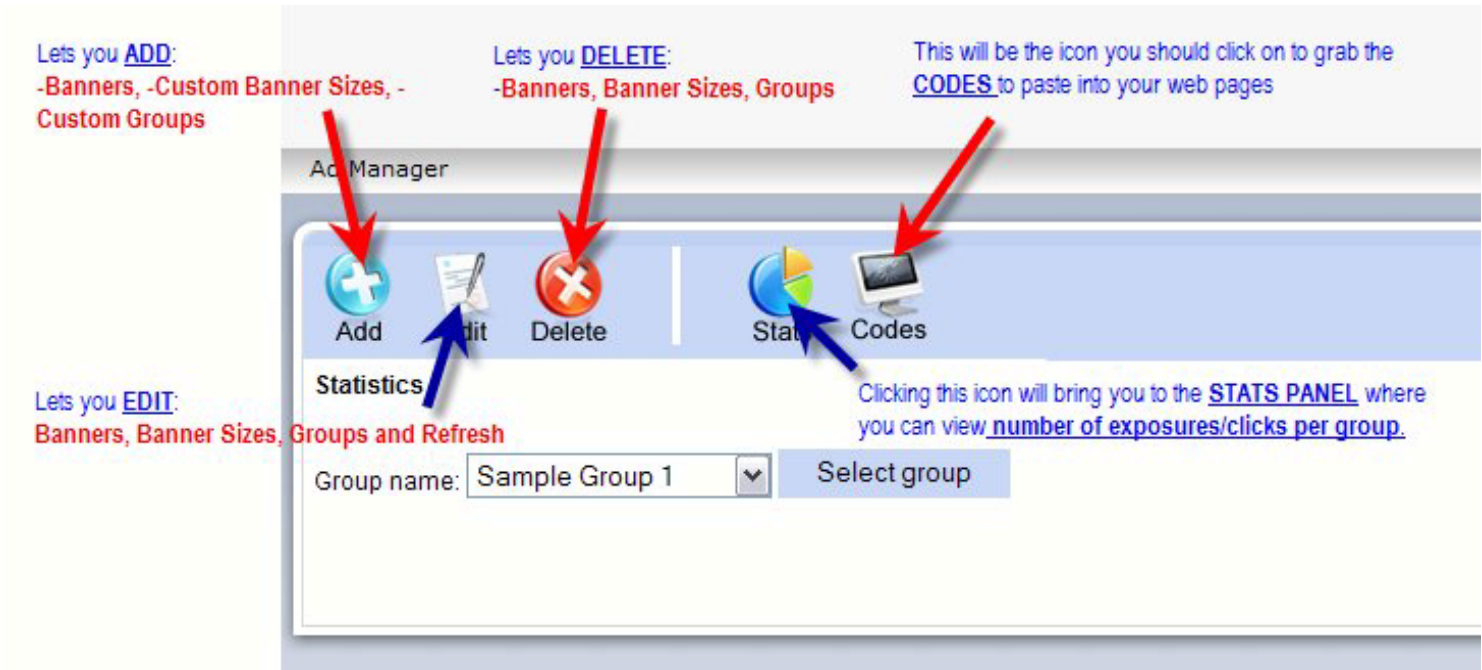 Lets you ADD:
-Banners, -Custom Banner Sizes, -
Custom Groups
Lets you DELETE:
-Banners, Banner Sizes, Groups
This will be the icon you should click on to grab the
CODES to paste into your web pages
Ad Manager
Add
Edit
Delete
Stats
Codes
Statistics
Lets you EDIT:
Banners, Banner Sizes, Groups and Refresh
Clicking this icon will bring you to the STATS PANEL where
you can view number of exposures/clicks per group.
Group name: Sample Group 1 Select group